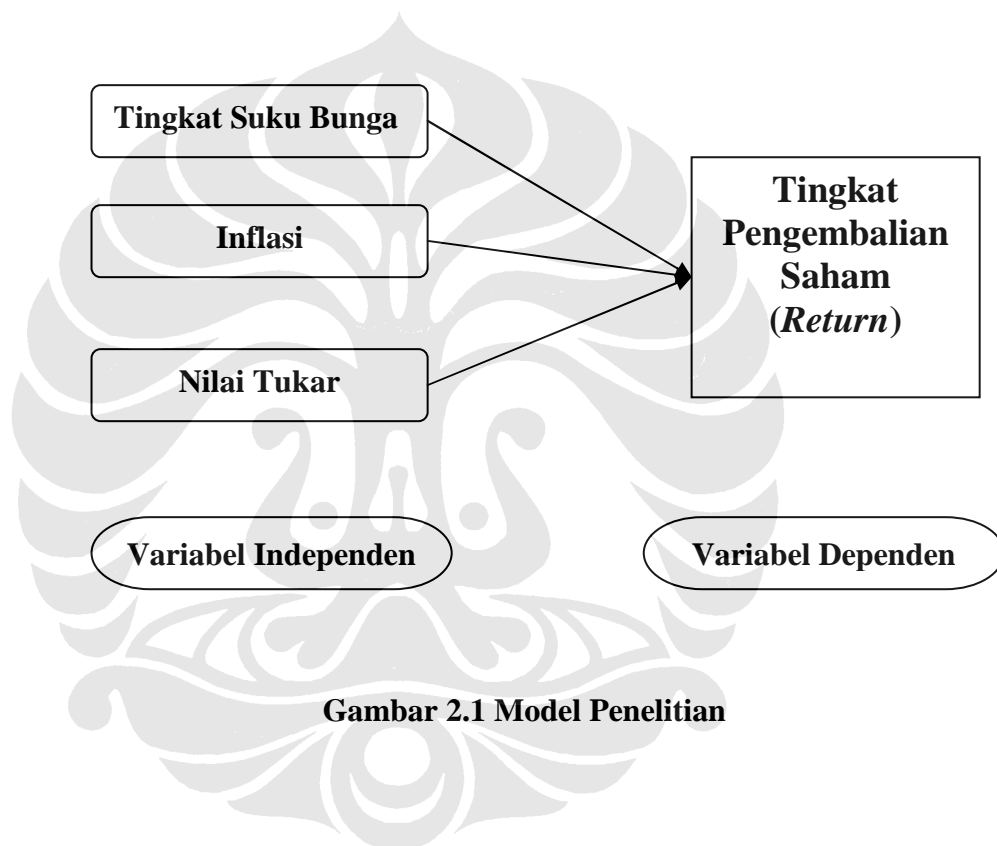 Tingkat Suku Bunga
Inflasi
Nilai Tukar
Tingkat
Pengembalian
Saham
(Return)
Variabel Independen
Variabel Dependen
Gambar 2.1 Model Penelitian